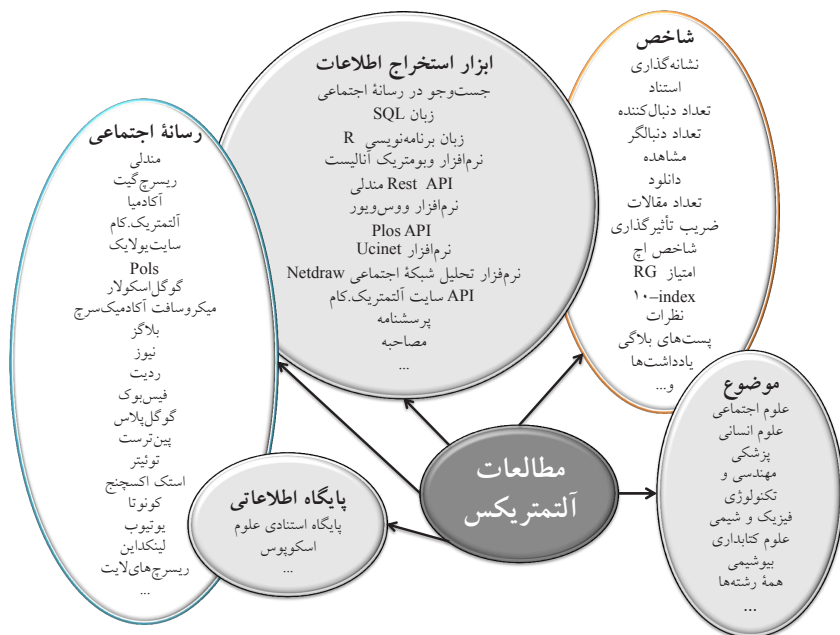 شاخص
نشانه‌گذاری
استناد
تعداد دنبال‌کننده
تعداد دنبالگر
مشاهده
دانلود
تعداد مقالات
ضریب تأثیرگذاری
شاخص اچ
امتیاز RG
۱۰-index
نظرات
پست‌های بلاگی
یادداشت‌ها
و...
ابزار استخراج اطلاعات
جست‌وجو در رسانهٔ اجتماعی
زبان SQL
زبان برنامه‌نویسی R
نرم‌افزار وبومتریک آنالیست
Rest API مندلی
نرم‌افزار ووس‌ویور
Plos API
نرم‌افزار Ucinet
نرم‌افزار تحلیل شبکهٔ اجتماعی Netdraw
API سایت آلتمتریک.کام
پرسشنامه
مصاحبه
...
رسانهٔ اجتماعی
مندلی
ریسرچ‌گیت
آکادمیا
آلتمتریک.کام
سایت‌یولایک
Pols
گوگل‌اسکولار
میکروسافت آکادمیک‌سرچ
بلاگز
نیوز
ردیت
فیس‌بوک
گوگل‌پلاس
پین‌ترست
توئیتر
استک اکسچنج
کونوتا
یوتیوب
لینکداین
ریسرچ‌های‌لایت
...
موضوع
علوم اجتماعی
علوم انسانی
پزشکی
مهندسی و
تکنولوژی
فیزیک و شیمی
علوم کتابداری
بیوشیمی
همهٔ رشته‌ها
...
مطالعات
آلتمتریکس
پایگاه اطلاعاتی
پایگاه استنادی علوم
اسکوپوس
...